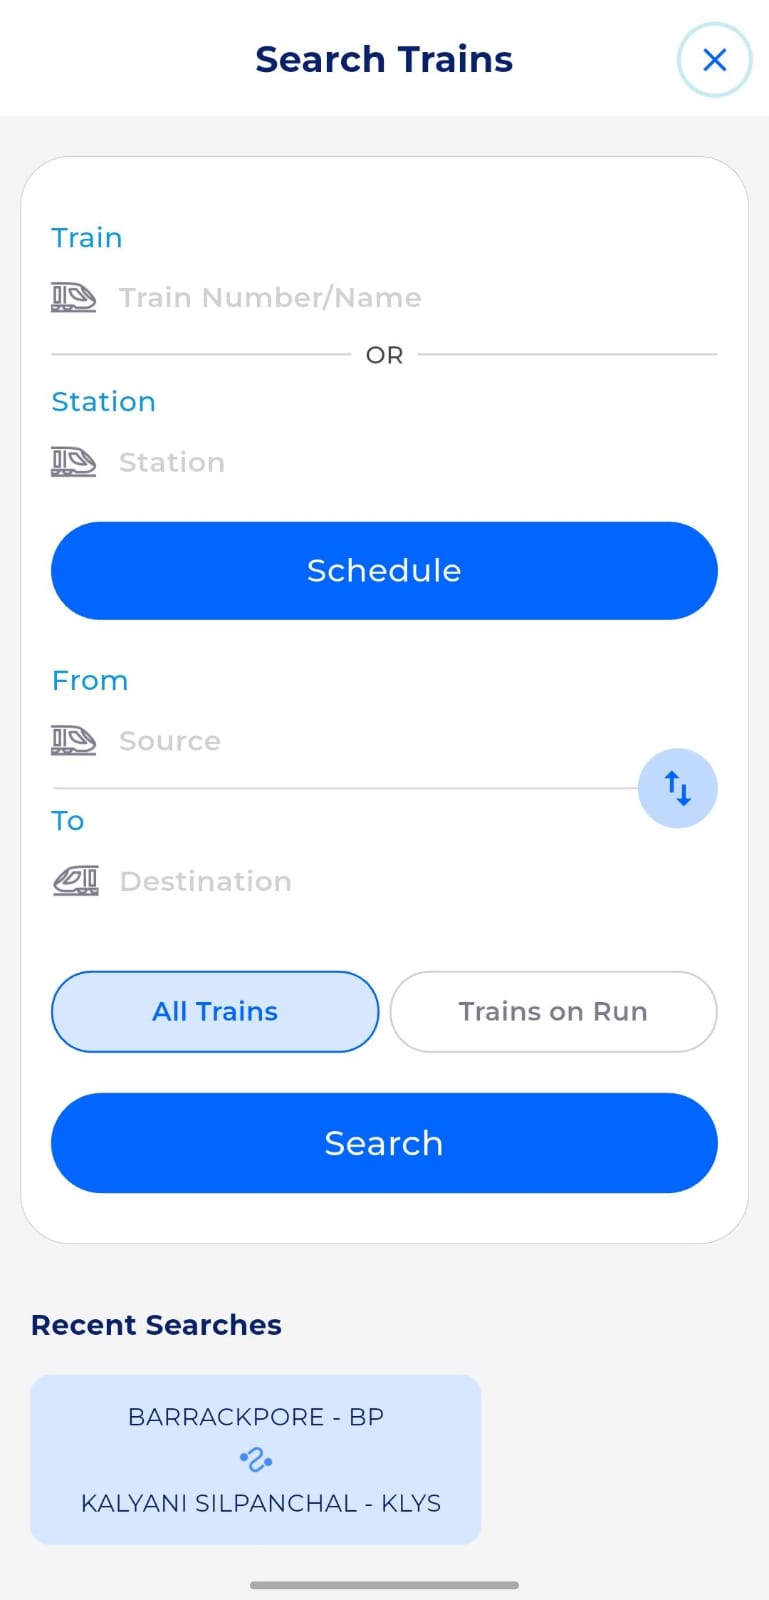 Search Trains
Train
Train Number/Name
OR
Station
Station
Schedule
From
Source
To
Destination
All Trains
Trains on Run
Search
Recent Searches
BARRACKPORE - BP
KALYANI SILPANCHAL - KLYS